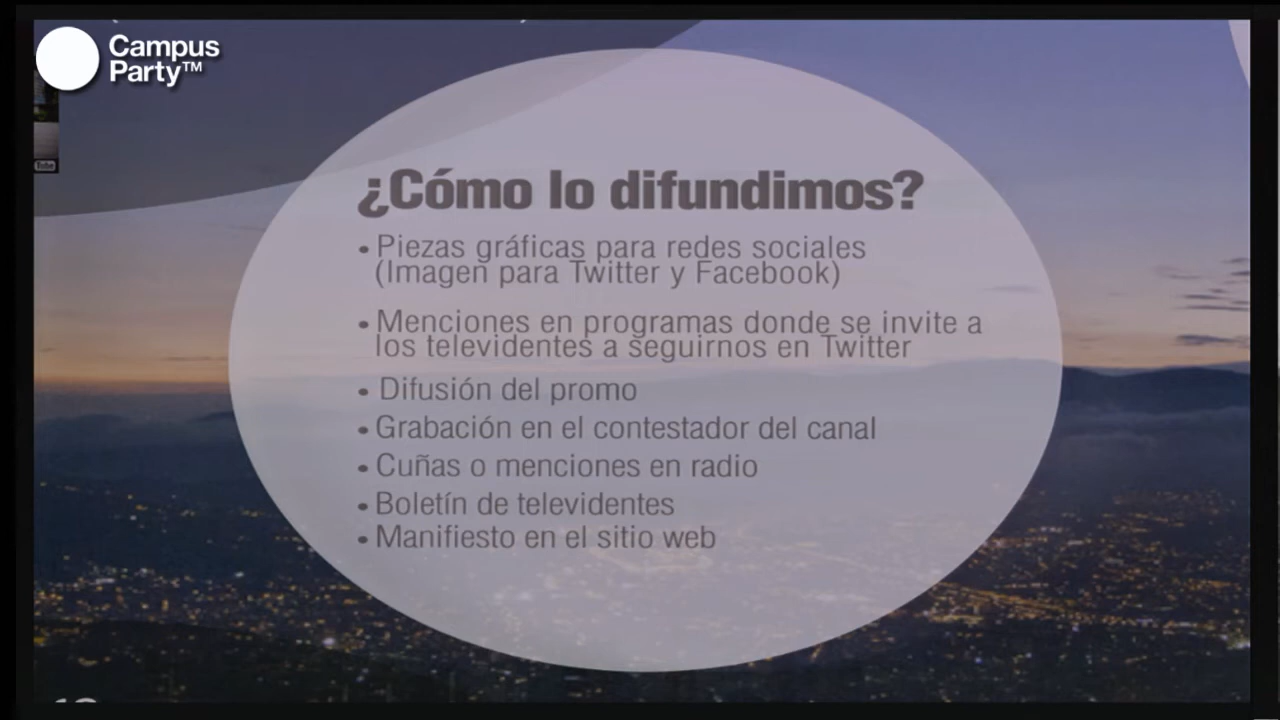 Campus
Party™
¿Cómo lo difundimos?
• Piezas gráficas para redes sociales
(Imagen para Twitter y Facebook)
• Menciones en programas donde se invite a
los televidentes a seguirnos en Twitter
• Difusión del promo
• Grabación en el contestador del canal
• Cuñas o menciones en radio
• Boletín de televidentes
• Manifiesto en el sitio web